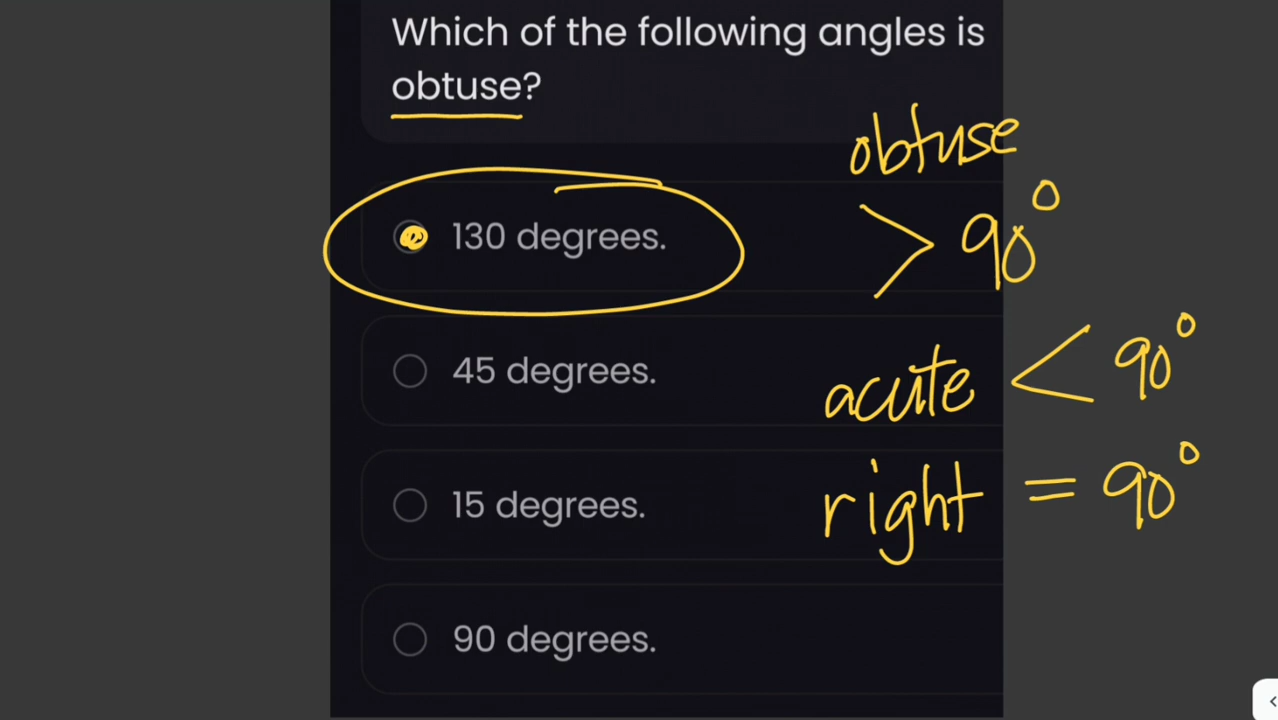 Which of the following angles is
obtuse?
obtuse
130 degrees.
> 90°
45 degrees.
acute < 90°
15 degrees.
right = 90°
90 degrees.